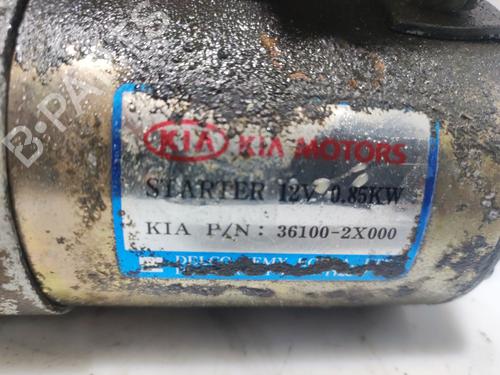 KIA KIA MOTORS
STARTER 12V 0.85KW
KIA P/N: 36100-2X000
B-PA